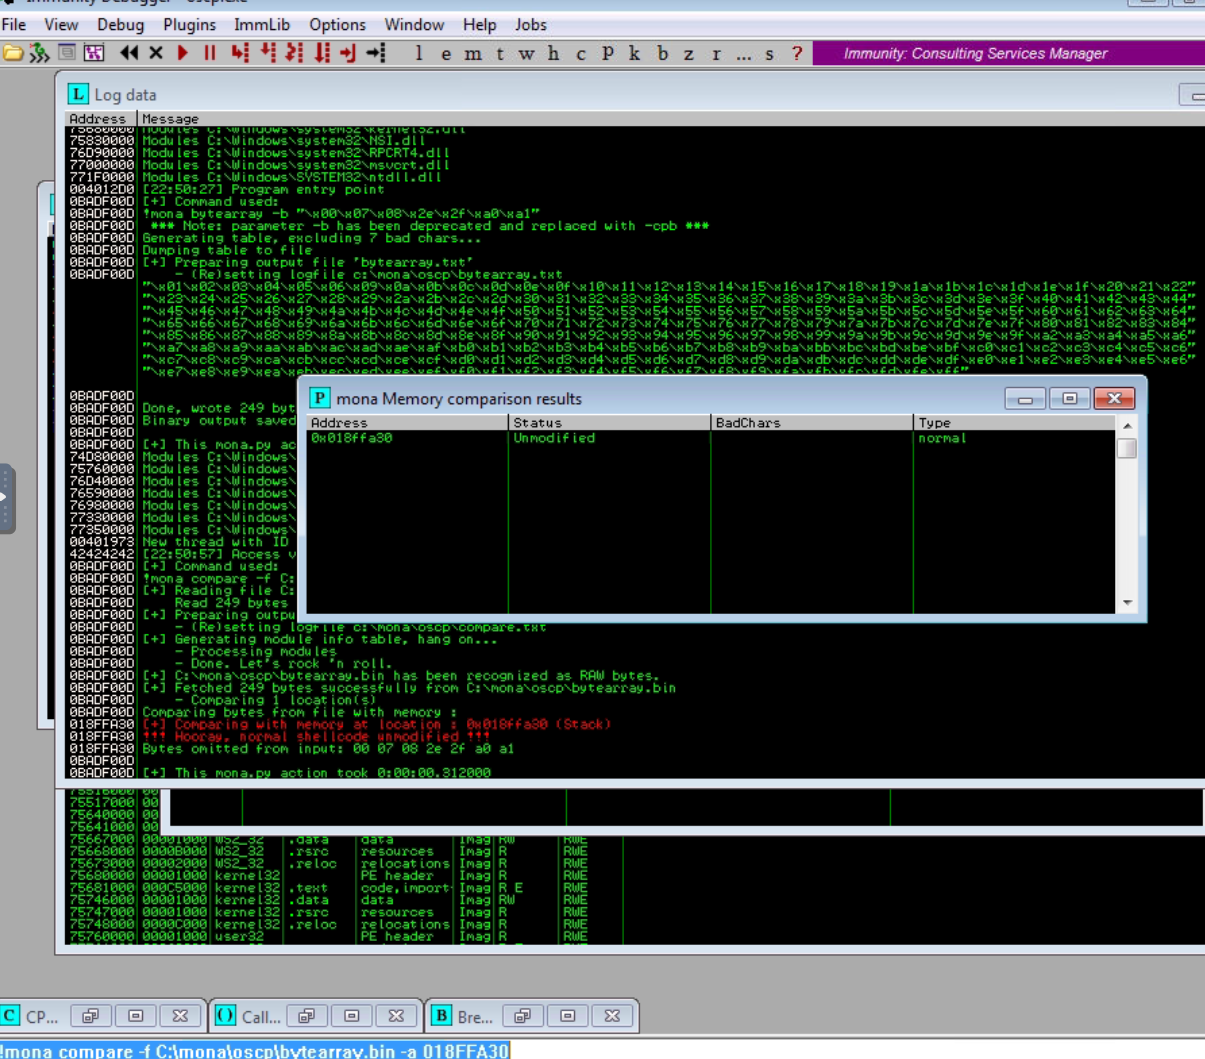 File View Debug Plugins ImmLib Options Window Help Jobs
l e m t w h c P k b z r ... s ? Immunity: Consulting Services Manager
L Log data
Address Message
75830000 Modules C:\Windows\system32\NSI.dll
76D90000 Modules C:\Windows\system32\RPCRT4.dll
77000000 Modules C:\Windows\system32\msvcrt.dll
771F0000 Modules C:\Windows\SYSTEM32\ntdll.dll
004012D0 [22:50:27] Program entry point
0BADF00D [+] Command used:
0BADF00D !mona bytearray -b "\x00\x07\x08\x2e\x2f\xa0\xa1"
0BADF00D *** Note: parameter -b has been deprecated and replaced with -cpb ***
0BADF00D Generating table, excluding 7 bad chars...
0BADF00D Dumping table to file
0BADF00D [+] Preparing output file 'bytearray.txt'
0BADF00D - (Re)setting logfile c:\mona\oscp\bytearray.txt
"\x01\x02\x03\x04\x05\x06\x09\x0a\x0b\x0c\x0d\x0e\x0f\x10\x11\x12\x13\x14\x15\x16\x17\x18\x19\x1a\x1b\x1c\x1d\x1e\x1f\x20\x21\x22"
"\x23\x24\x25\x26\x27\x28\x29\x2a\x2b\x2c\x2d\x30\x31\x32\x33\x34\x35\x36\x37\x38\x39\x3a\x3b\x3c\x3d\x3e\x3f\x40\x41\x42\x43\x44"
"\x45\x46\x47\x48\x49\x4a\x4b\x4c\x4d\x4e\x4f\x50\x51\x52\x53\x54\x55\x56\x57\x58\x59\x5a\x5b\x5c\x5d\x5e\x5f\x60\x61\x62\x63\x64"
"\x65\x66\x67\x68\x69\x6a\x6b\x6c\x6d\x6e\x6f\x70\x71\x72\x73\x74\x75\x76\x77\x78\x79\x7a\x7b\x7c\x7d\x7e\x7f\x80\x81\x82\x83\x84"
"\x85\x86\x87\x88\x89\x8a\x8b\x8c\x8d\x8e\x8f\x90\x91\x92\x93\x94\x95\x96\x97\x98\x99\x9a\x9b\x9c\x9d\x9e\x9f\xa2\xa3\xa4\xa5\xa6"
"\xa7\xa8\xa9\xaa\xab\xac\xad\xae\xaf\xb0\xb1\xb2\xb3\xb4\xb5\xb6\xb7\xb8\xb9\xba\xbb\xbc\xbd\xbe\xbf\xc0\xc1\xc2\xc3\xc4\xc5\xc6"
"\xc7\xc8\xc9\xca\xcb\xcc\xcd\xce\xcf\xd0\xd1\xd2\xd3\xd4\xd5\xd6\xd7\xd8\xd9\xda\xdb\xdc\xdd\xde\xdf\xe0\xe1\xe2\xe3\xe4\xe5\xe6"
"\xe7\xe8\xe9\xea\xeb\xec\xed\xee\xef\xf0\xf1\xf2\xf3\xf4\xf5\xf6\xf7\xf8\xf9\xfa\xfb\xfc\xfd\xfe\xff"
0BADF00D
0BADF00D Done, wrote 249 byt
0BADF00D Binary output saved
0BADF00D
0BADF00D [+] This mona.py ac
74D80000 Modules C:\Windows\
75760000 Modules C:\Windows\
76D40000 Modules C:\Windows\
76590000 Modules C:\Windows\
76980000 Modules C:\Windows\
77330000 Modules C:\Windows\
77350000 Modules C:\Windows\
00401973 New thread with ID
42424242 [22:50:57] Access v
0BADF00D [+] Command used:
0BADF00D !mona compare -f C:
0BADF00D [+] Reading file C:
0BADF00D Read 249 bytes
0BADF00D [+] Preparing outpu
0BADF00D - (Re)setting logfile c:\mona\oscp\compare.txt
0BADF00D [+] Generating module info table, hang on...
0BADF00D - Processing modules
0BADF00D - Done. Let's rock 'n roll.
0BADF00D [+] C:\mona\oscp\bytearray.bin has been recognized as RAW bytes.
0BADF00D [+] Fetched 249 bytes successfully from C:\mona\oscp\bytearray.bin
0BADF00D - Comparing 1 location(s)
0BADF00D Comparing bytes from file with memory :
018FFA30 [+] Comparing with memory at location : 0x018ffa30 (Stack)
018FFA30 !!! Hooray, normal shellcode unmodified !!!
018FFA30 Bytes omitted from input: 00 07 08 2e 2f a0 a1
0BADF00D
0BADF00D [+] This mona.py action took 0:00:00.312000
P mona Memory comparison results
Address Status BadChars Type
0x018ffa30 Unmodified normal
75517000 00
75640000 00
75641000 00
75667000 00001000 WS2_32 .data data Imag RW RWE
75668000 0000B000 WS2_32 .rsrc resources Imag R RWE
75673000 00002000 WS2_32 .reloc relocations Imag R RWE
75680000 00001000 kernel32 PE header Imag R RWE
75681000 000C5000 kernel32 .text code,import Imag R E RWE
75746000 00001000 kernel32 .data data Imag RW RWE
75747000 00001000 kernel32 .rsrc resources Imag R RWE
75748000 0000C000 kernel32 .reloc relocations Imag R RWE
75760000 00001000 user32 PE header Imag R RWE
C CP... () Call... B Bre...
!mona compare -f C:\mona\oscp\bytearray.bin -a 018FFA30